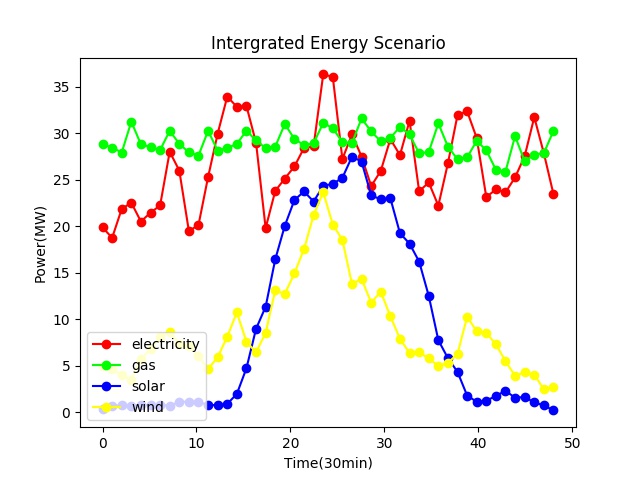 Intergrated Energy Scenario
Power(MW)
35
30
25
20
15
10
5
0
electricity
gas
solar
wind
0 10 20 30 40 50
Time(30min)